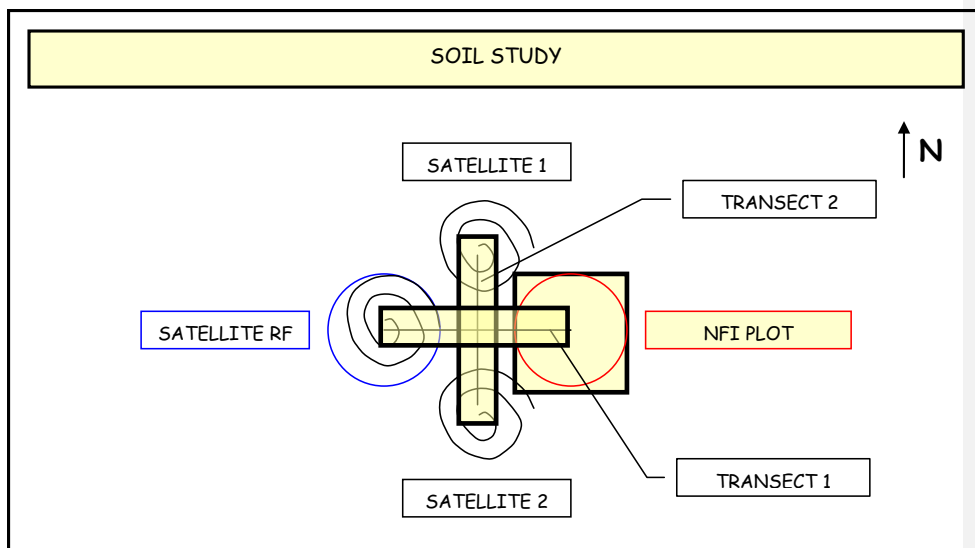 SOIL STUDY
N
SATELLITE 1
TRANSECT 2
SATELLITE RF
NFI PLOT
TRANSECT 1
SATELLITE 2